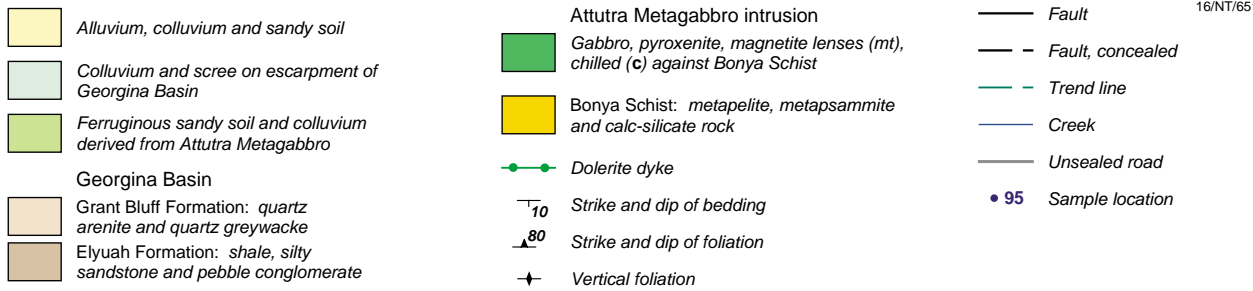 Alluvium, colluvium and sandy soil
Colluvium and scree on escarpment of
Georgina Basin
Ferruginous sandy soil and colluvium
derived from Attutra Metagabbro
Georgina Basin
Grant Bluff Formation: quartz
arenite and quartz greywacke
Elyuah Formation: shale, silty
sandstone and pebble conglomerate
Attutra Metagabbro intrusion
Gabbro, pyroxenite, magnetite lenses (mt),
chilled (c) against Bonya Schist
Bonya Schist: metapelite, metapsammite
and calc-silicate rock
Dolerite dyke
10 Strike and dip of bedding
80 Strike and dip of foliation
Vertical foliation
16/NT/65
Fault
Fault, concealed
Trend line
Creek
Unsealed road
95 Sample location